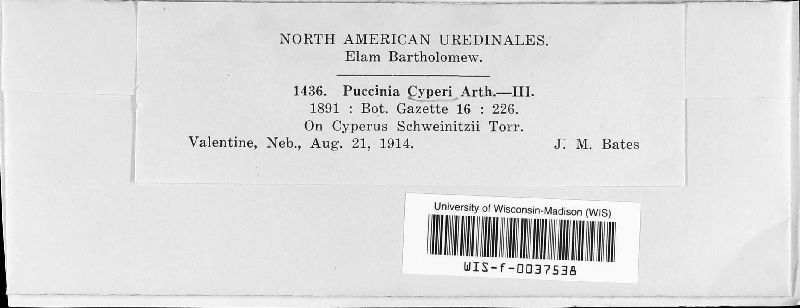 NORTH AMERICAN UREDINALES.
Elam Bartholomew.
1436. Puccinia Cyperi Arth.—III.
1891 : Bot. Gazette 16 : 226.
On Cyperus Schweinitzii Torr.
Valentine, Neb., Aug. 21, 1914. J. M. Bates
University of Wisconsin-Madison (WIS)
WIS-f-0037538